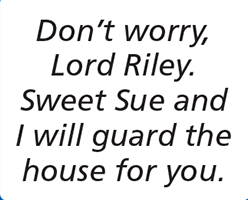 Don’t worry,
Lord Riley.
Sweet Sue and
I will guard the
house for you.